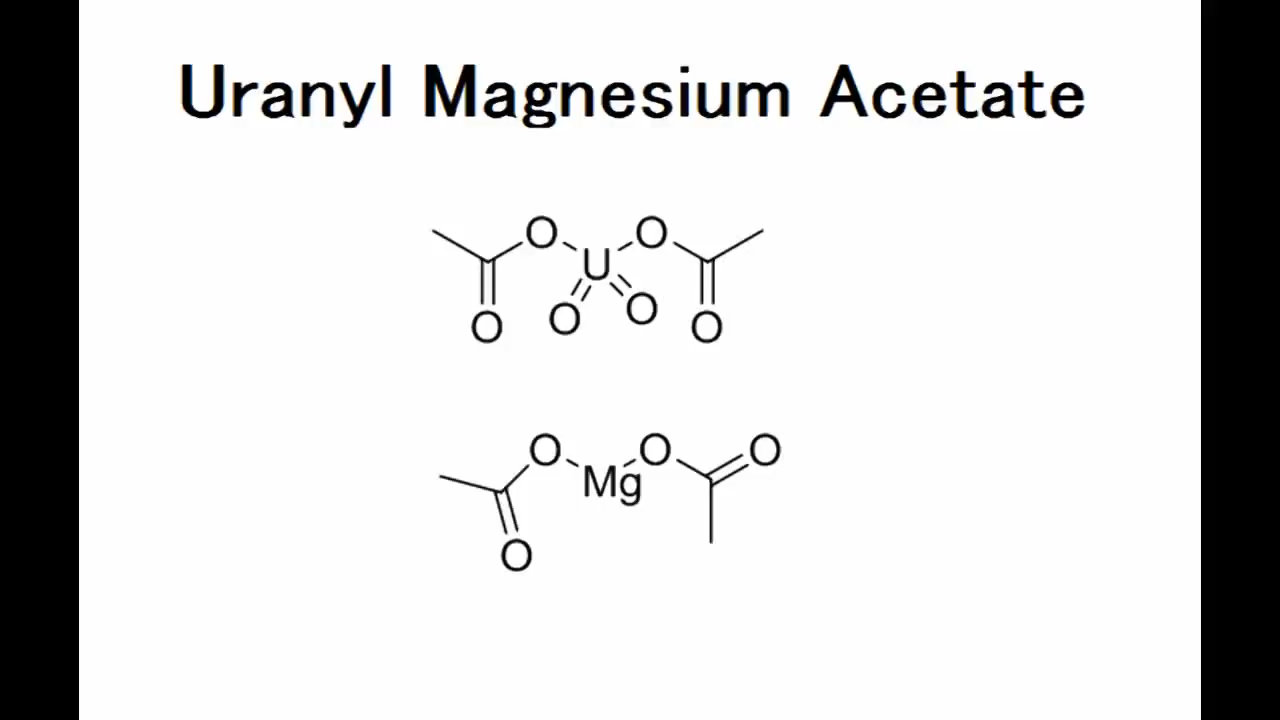 Uranyl Magnesium Acetate
O O
U
O O O O
O O O
Mg
O